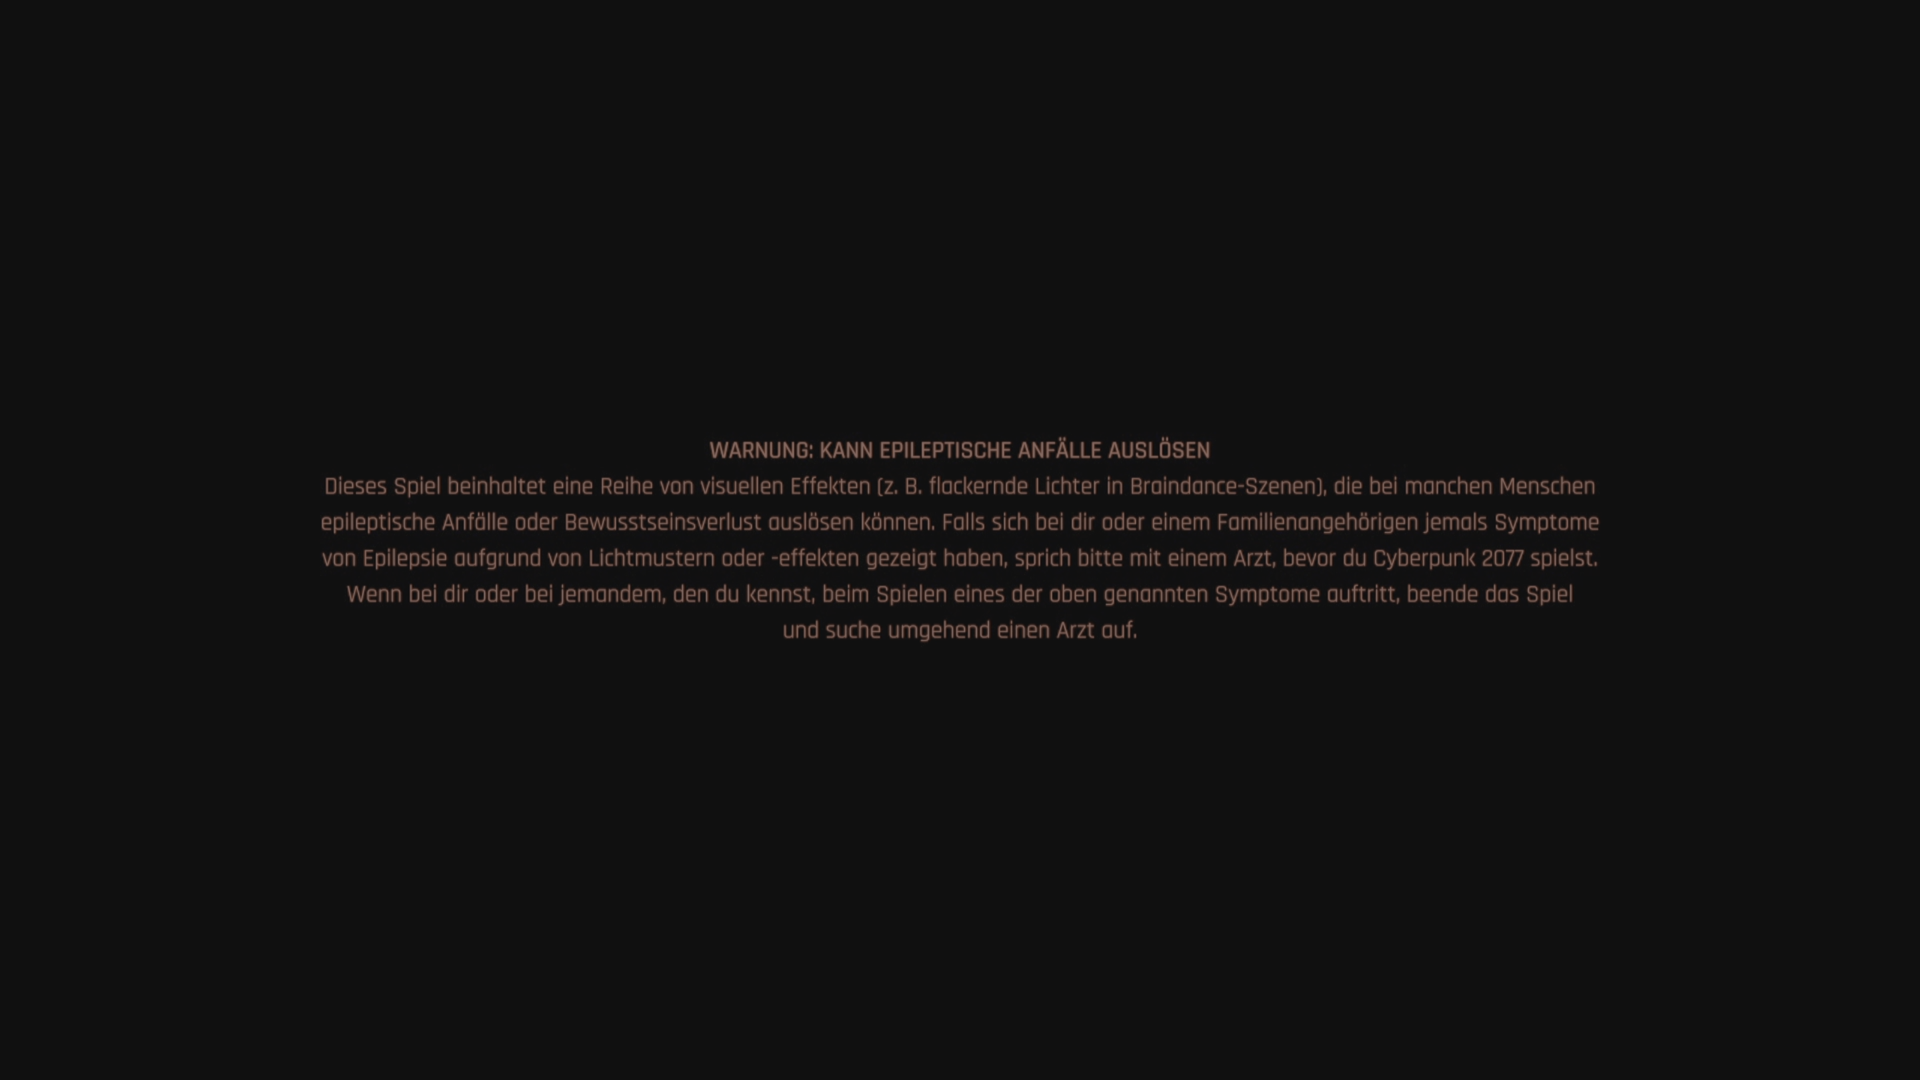 WARNUNG: KANN EPILEPTISCHE ANFÄLLE AUSLÖSEN
Dieses Spiel beinhaltet eine Reihe von visuellen Effekten (z. B. flackernde Lichter in Braindance-Szenen), die bei manchen Menschen
epileptische Anfälle oder Bewusstseinsverlust auslösen können. Falls sich bei dir oder einem Familienangehörigen jemals Symptome
von Epilepsie aufgrund von Lichtmustern oder -effekten gezeigt haben, sprich bitte mit einem Arzt, bevor du Cyberpunk 2077 spielst.
Wenn bei dir oder bei jemandem, den du kennst, beim Spielen eines der oben genannten Symptome auftritt, beende das Spiel
und suche umgehend einen Arzt auf.